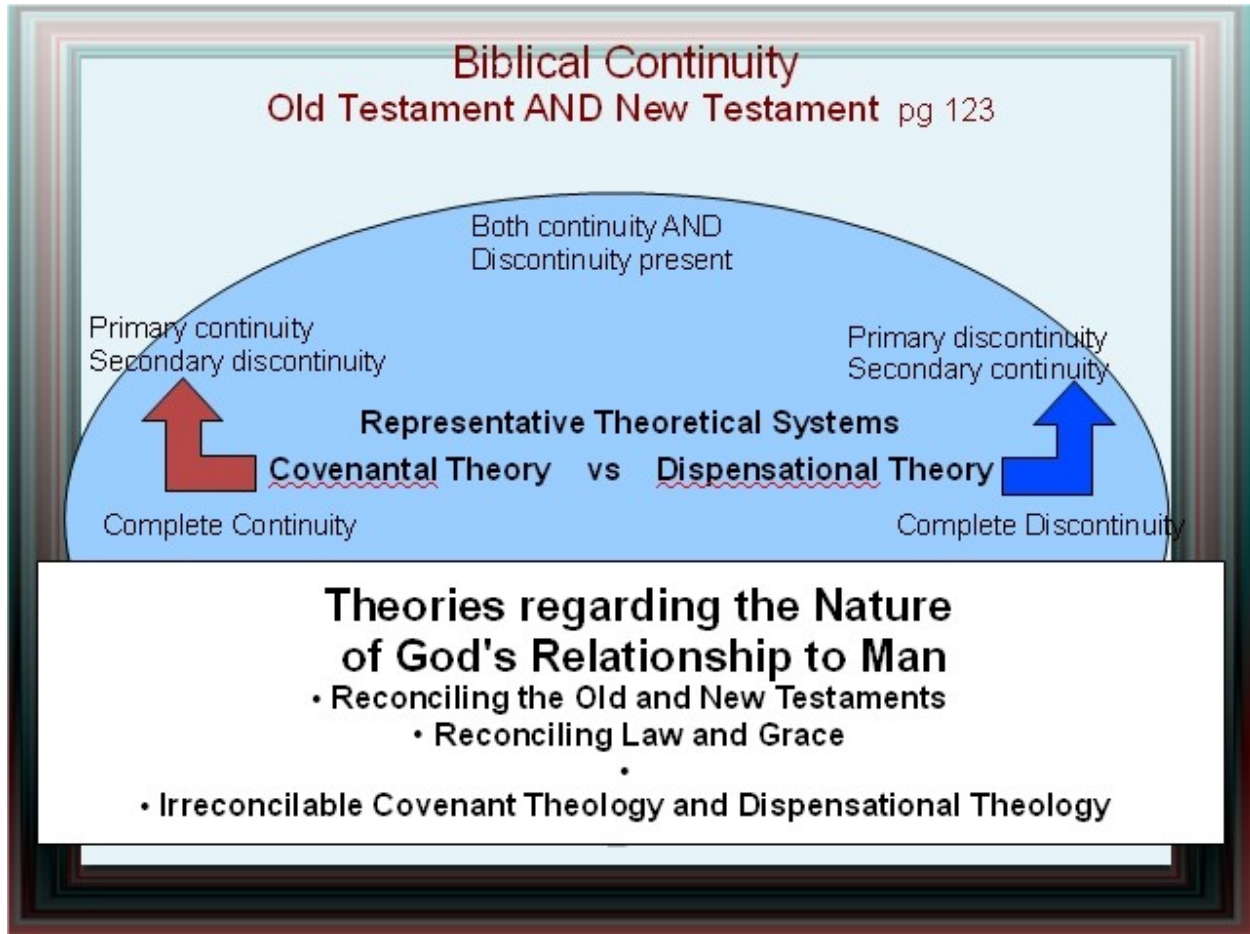 Biblical Continuity
Old Testament AND New Testament pg 123
Both continuity AND
Discontinuity present
Primary continuity
Secondary discontinuity
Primary discontinuity
Secondary continuity
Representative Theoretical Systems
Covenantal Theory vs Dispensational Theory
Complete Continuity
Complete Discontinuity
Theories regarding the Nature
of God's Relationship to Man
• Reconciling the Old and New Testaments
• Reconciling Law and Grace
•
• Irreconcilable Covenant Theology and Dispensational Theology